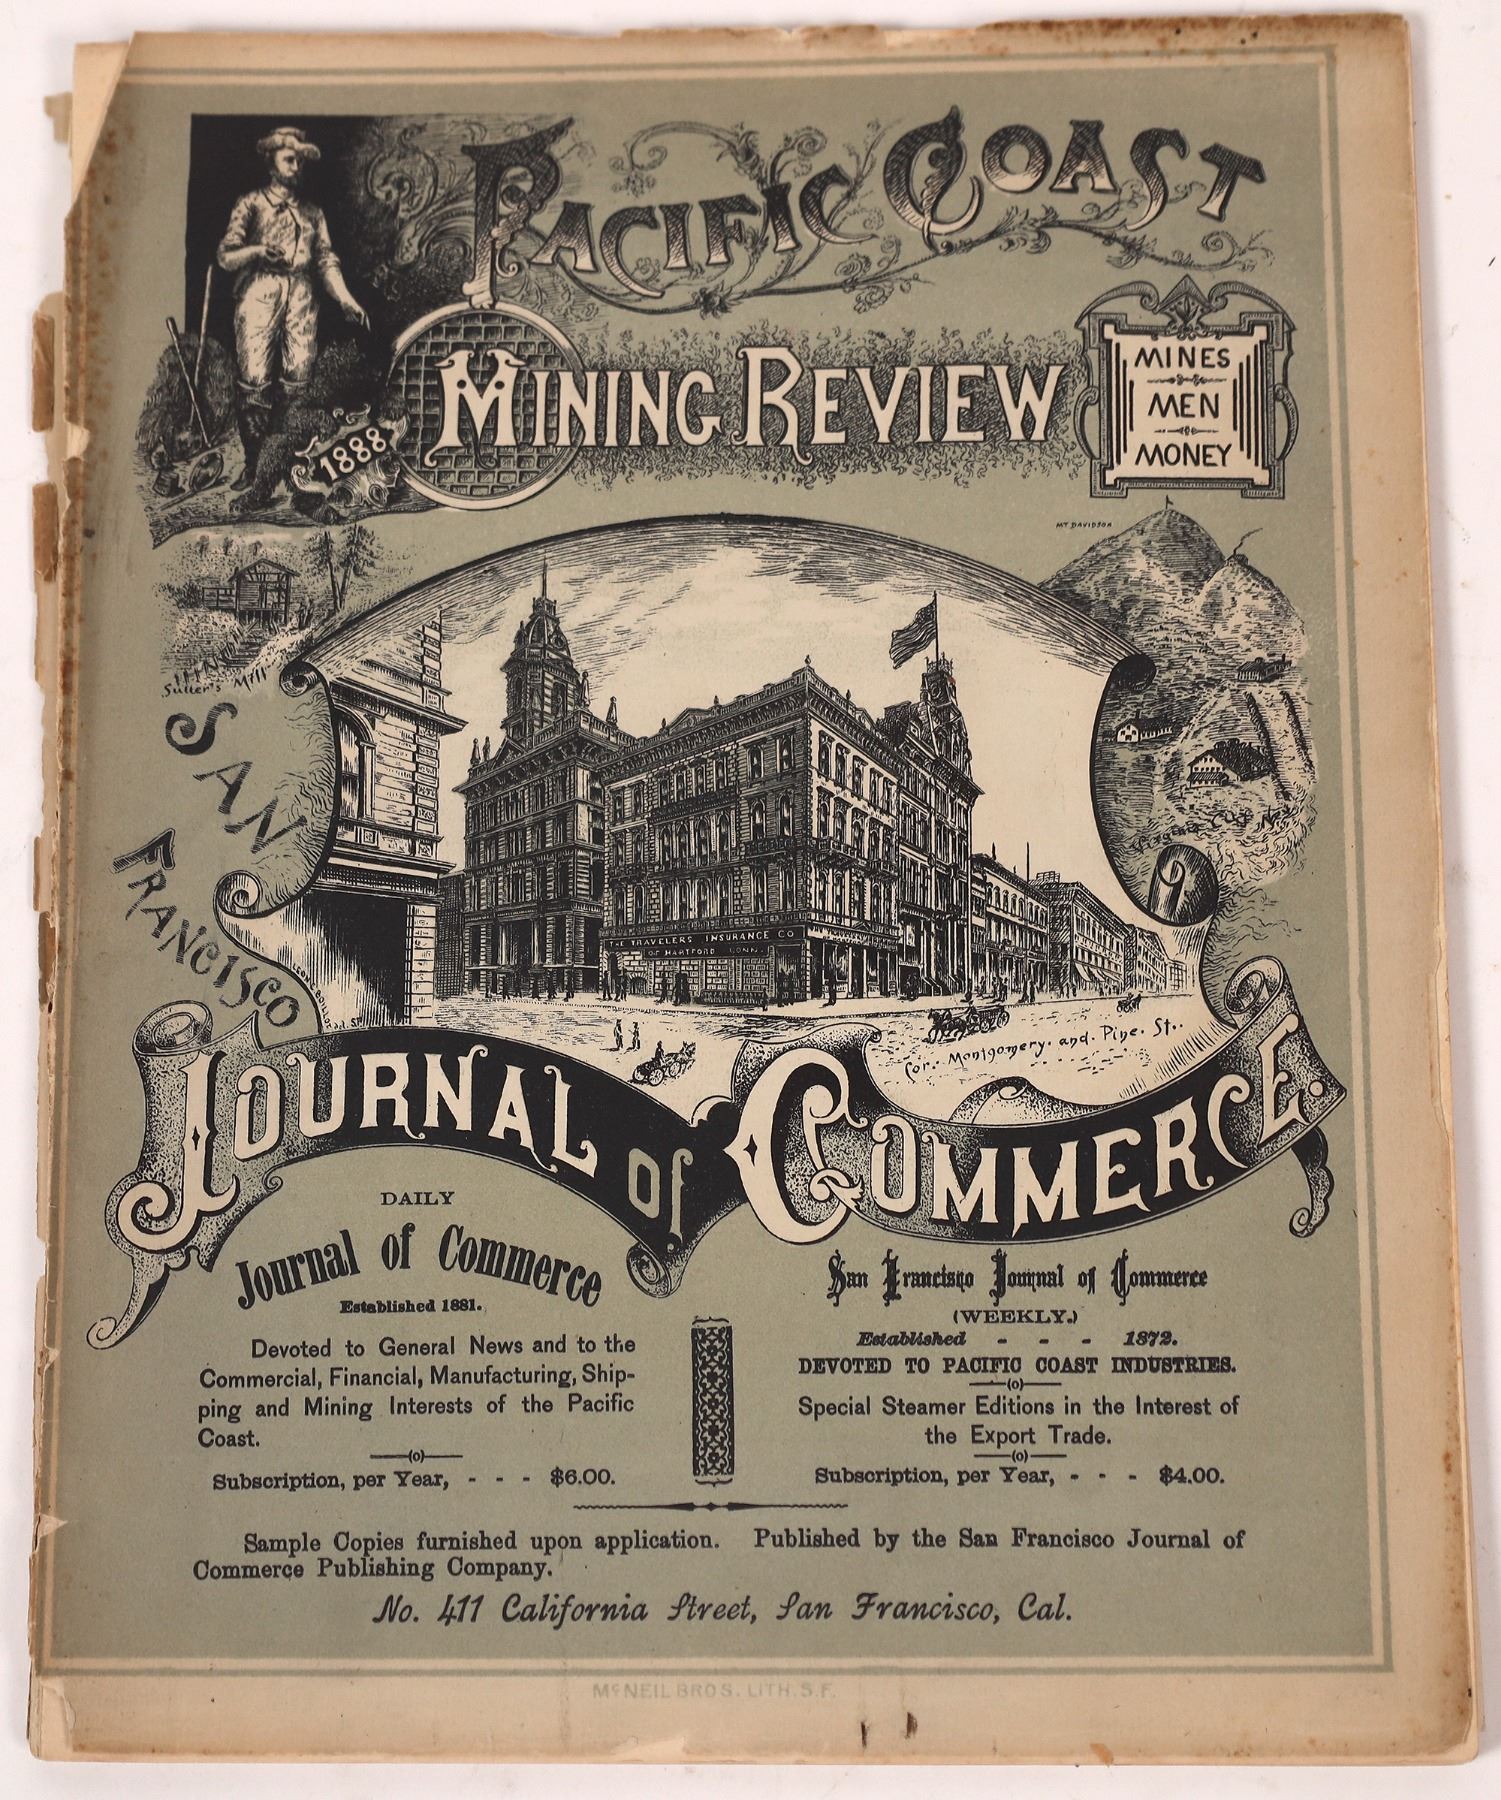 PACIFIC COAST
MINING REVIEW
1888
MINES
MEN
MONEY
MT DAVIDSON
Sutter's Mill
Virginia City N
SAN
FRANCISCO
THE TRAVELERS INSURANCE CO
OF HARTFORD CONN.
Cor. Montgomery. and. Pine. St..
JOURNAL of COMMERCE.
DAILY
Journal of Commerce
Established 1881.
Devoted to General News and to the
Commercial, Financial, Manufacturing, Ship-
ping and Mining Interests of the Pacific
Coast.
(o)
Subscription, per Year, - - - $6.00.
San Francisco Journal of Commerce
(WEEKLY.)
Established - - - 1872.
DEVOTED TO PACIFIC COAST INDUSTRIES.
(o)
Special Steamer Editions in the Interest of
the Export Trade.
(o)
Subscription, per Year, - - - $4.00.
Sample Copies furnished upon application. Published by the San Francisco Journal of
Commerce Publishing Company.
No. 411 California Street, San Francisco, Cal.
McNEIL BROS. LITH. S.F.